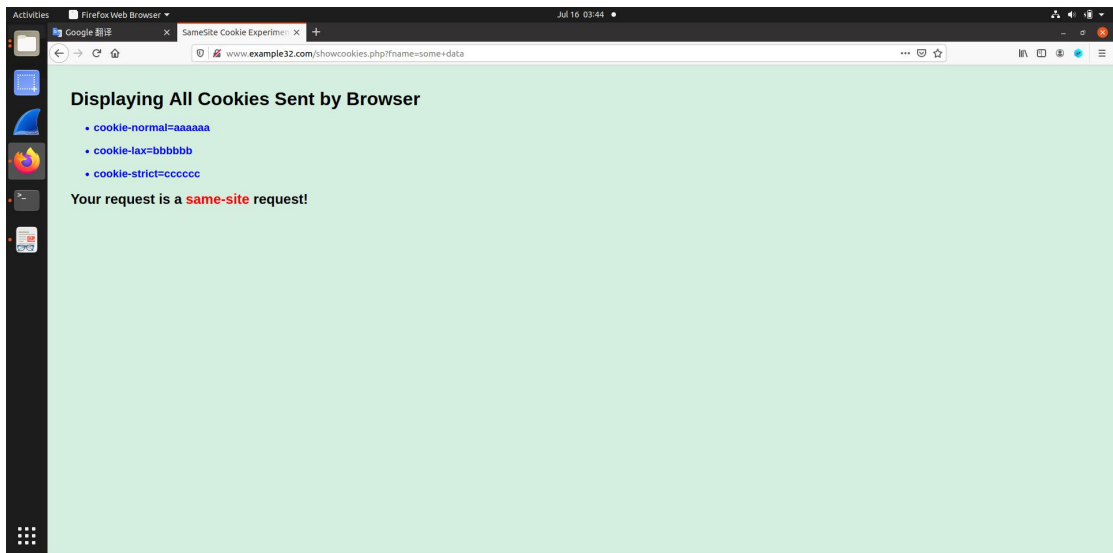 Activities
Firefox Web Browser
Jul 16 03:44
Google 翻译
SameSite Cookie Experimen
www.example32.com/showcookies.php?fname=some+data
Displaying All Cookies Sent by Browser
• cookie-normal=aaaaaa
• cookie-lax=bbbbbb
• cookie-strict=cccccc
Your request is a same-site request!